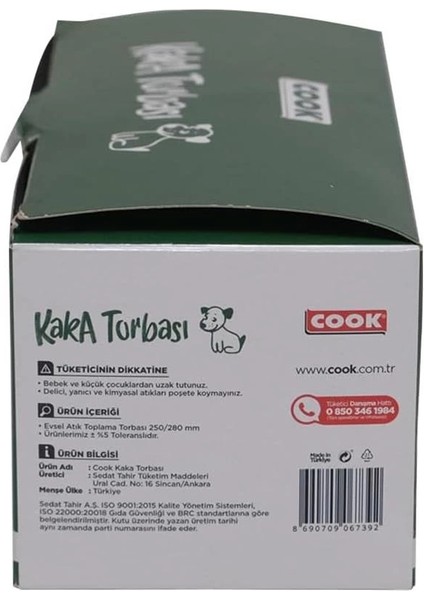 COOK
KakA Torbası
KakA Torbası
COOK
www.cook.com.tr
TÜKETİCİNİN DİKKATİNE
• Bebek ve küçük çocuklardan uzak tutunuz.
• Delici, yanıcı ve kimyasal atıkları poşete koymayınız.
Tüketici Danışma Hattı
0 850 346 1984
ÜRÜN İÇERİĞİ
• Evsel Atık Toplama Torbası 250/280 mm
• Ürünlerimiz ± %5 Toleranslıdır.
ÜRÜN BİLGİSİ
Ürün Adı : Cook Kaka Torbası
Üretici : Sedat Tahir Tüketim Maddeleri
Ural Cad. No: 16 Sincan/Ankara
Menşe Ülke : Türkiye
Made in
Türkiye
Sedat Tahir A.Ş. ISO 9001:2015 Kalite Yönetim Sistemleri,
ISO 22000:20018 Gıda Güvenliği ve BRC standartlarına göre
belgelendirilmiştir. Kutu üzerinde yazan üretim tarihi
aynı zamanda parti numarasını ifade eder.
8 690709 067392